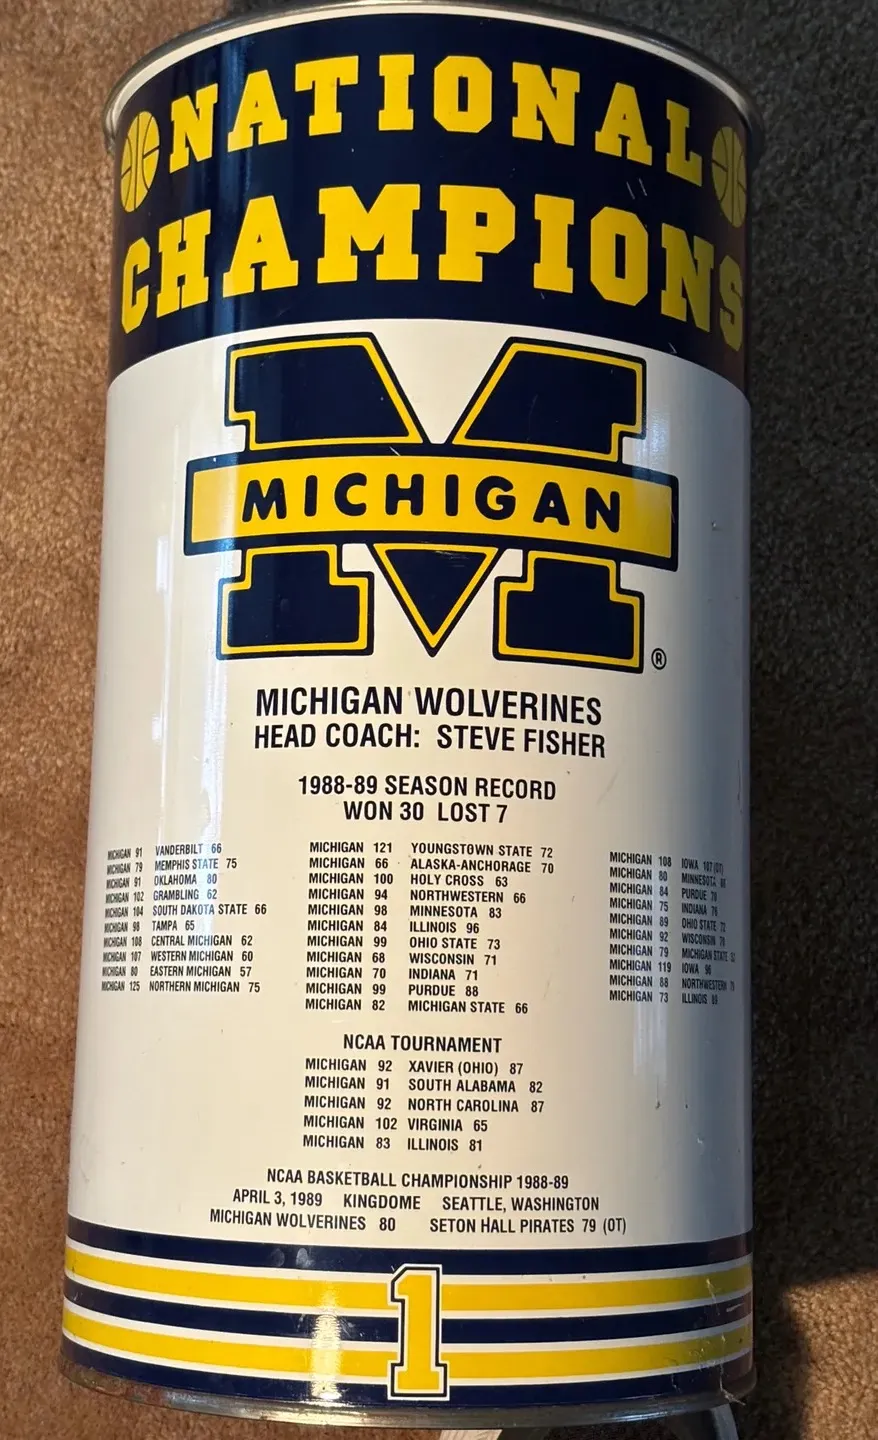 NATIONAL
CHAMPIONS
MICHIGAN
®
MICHIGAN WOLVERINES
HEAD COACH: STEVE FISHER
1988-89 SEASON RECORD
WON 30 LOST 7
MICHIGAN 91 VANDERBILT 66
MICHIGAN 79 MEMPHIS STATE 75
MICHIGAN 91 OKLAHOMA 80
MICHIGAN 102 GRAMBLING 62
MICHIGAN 104 SOUTH DAKOTA STATE 66
MICHIGAN 98 TAMPA 65
MICHIGAN 108 CENTRAL MICHIGAN 62
MICHIGAN 107 WESTERN MICHIGAN 60
MICHIGAN 80 EASTERN MICHIGAN 57
MICHIGAN 125 NORTHERN MICHIGAN 75
MICHIGAN 121 YOUNGSTOWN STATE 72
MICHIGAN 66 ALASKA-ANCHORAGE 70
MICHIGAN 100 HOLY CROSS 63
MICHIGAN 94 NORTHWESTERN 66
MICHIGAN 98 MINNESOTA 83
MICHIGAN 84 ILLINOIS 96
MICHIGAN 99 OHIO STATE 73
MICHIGAN 68 WISCONSIN 71
MICHIGAN 70 INDIANA 71
MICHIGAN 99 PURDUE 88
MICHIGAN 82 MICHIGAN STATE 66
MICHIGAN 108 IOWA 107 (OT)
MICHIGAN 80 MINNESOTA
MICHIGAN 84 PURDUE 70
MICHIGAN 75 INDIANA 76
MICHIGAN 89 OHIO STATE 72
MICHIGAN 92 WISCONSIN 70
MICHIGAN 79 MICHIGAN STATE
MICHIGAN 119 IOWA 96
MICHIGAN 88 NORTHWESTERN
MICHIGAN 73 ILLINOIS 89
NCAA TOURNAMENT
MICHIGAN 92 XAVIER (OHIO) 87
MICHIGAN 91 SOUTH ALABAMA 82
MICHIGAN 92 NORTH CAROLINA 87
MICHIGAN 102 VIRGINIA 65
MICHIGAN 83 ILLINOIS 81
NCAA BASKETBALL CHAMPIONSHIP 1988-89
APRIL 3, 1989 KINGDOME SEATTLE, WASHINGTON
MICHIGAN WOLVERINES 80 SETON HALL PIRATES 79 (OT)
1